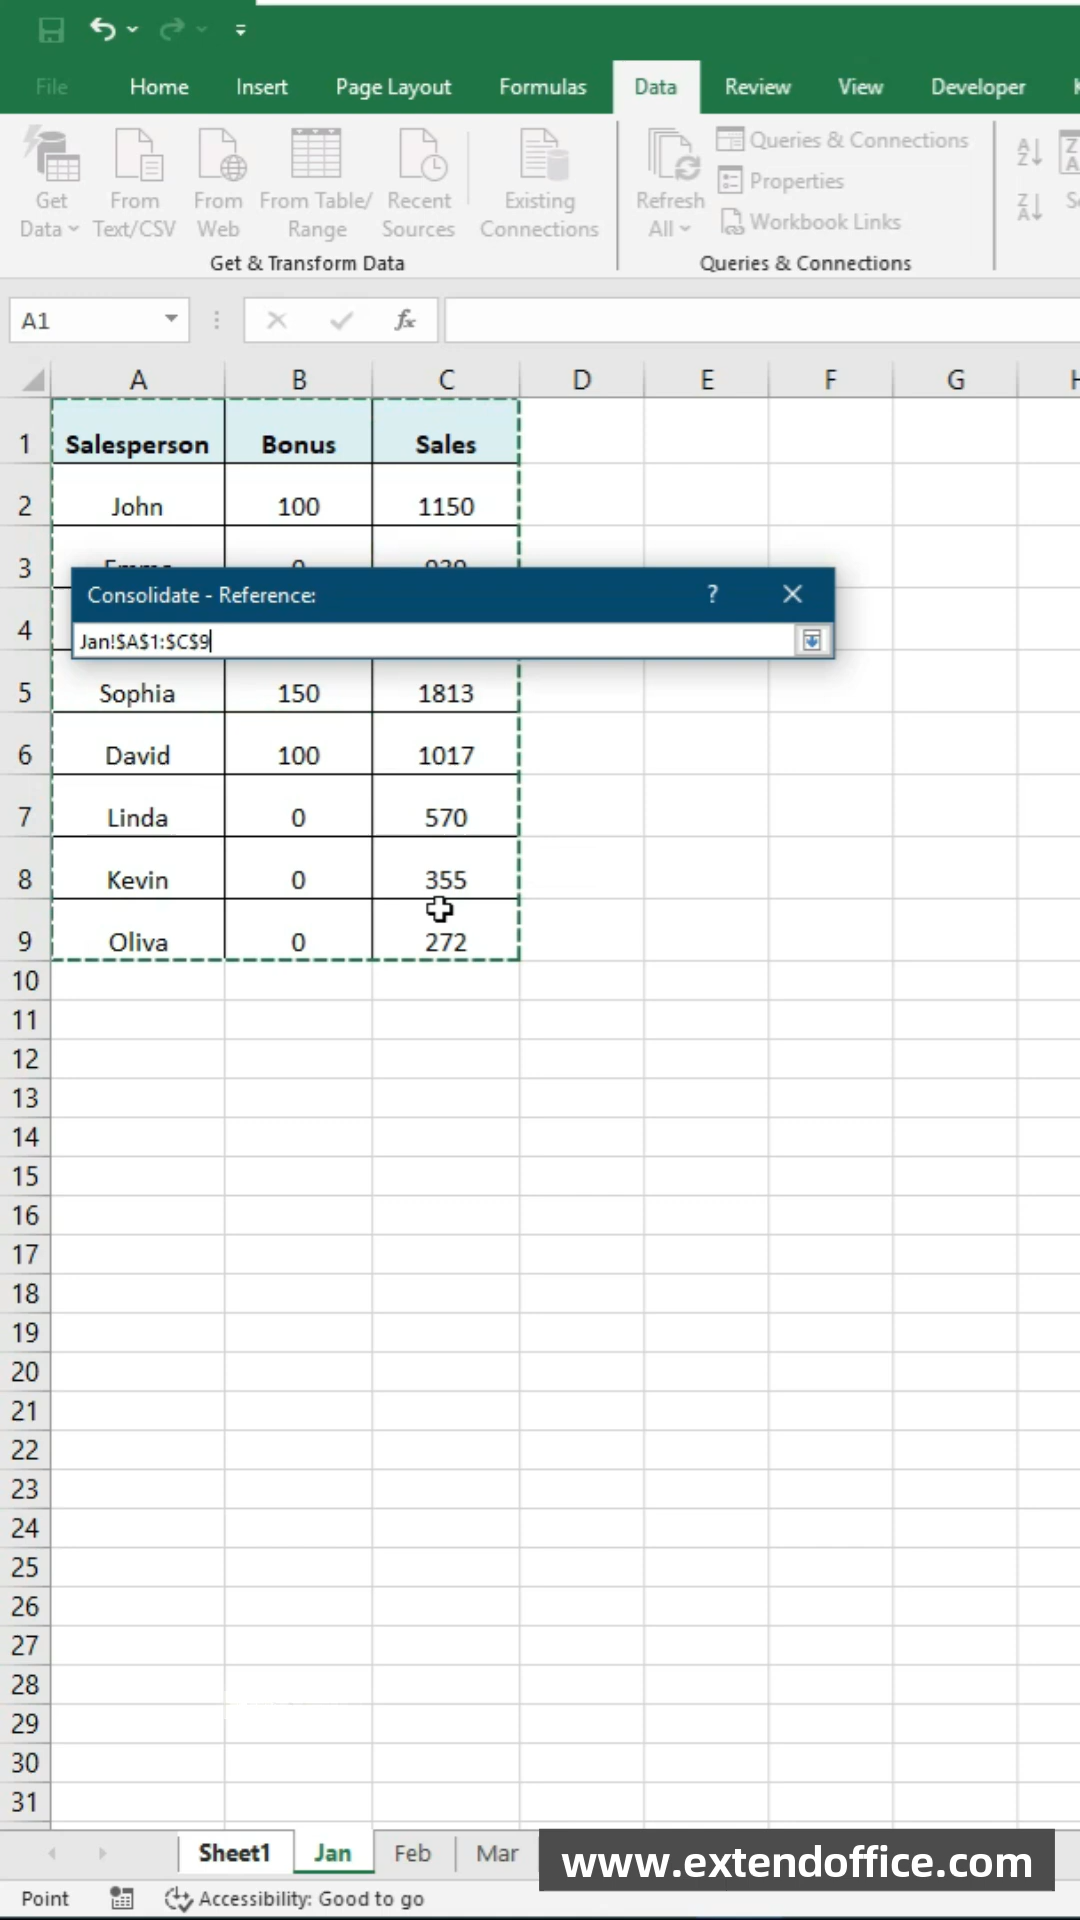 File Home Insert Page Layout Formulas Data Review View Developer
Get Data
From Text/CSV
From Web
From Table/ Range
Recent Sources
Existing Connections
Refresh All
Queries & Connections
Properties
Workbook Links
Get & Transform Data
Queries & Connections
A1
fx
A B C D E F G
1 Salesperson Bonus Sales
2 John 100 1150
3
Consolidate - Reference: ?
4 Jan!$A$1:$C$9
5 Sophia 150 1813
6 David 100 1017
7 Linda 0 570
8 Kevin 0 355
9 Oliva 0 272
10
11
12
13
14
15
16
17
18
19
20
21
22
23
24
25
26
27
28
29
30
31
Sheet1 Jan Feb Mar
www.extendoffice.com
Point Accessibility: Good to go